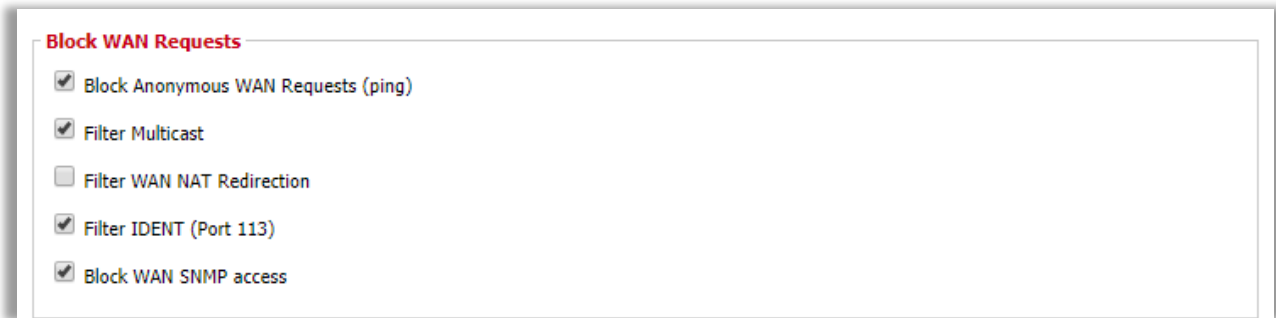 Block WAN Requests
Block Anonymous WAN Requests (ping)
Filter Multicast
Filter WAN NAT Redirection
Filter IDENT (Port 113)
Block WAN SNMP access